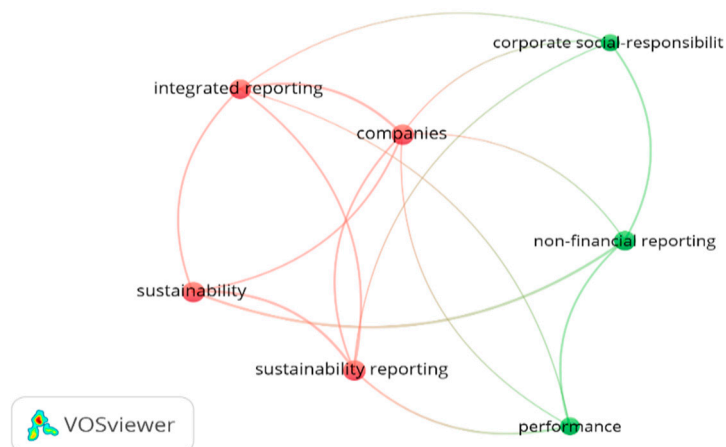 corporate social-responsibilit
integrated reporting
companies
non-financial reporting
sustainability
sustainability reporting
performance
VOSviewer